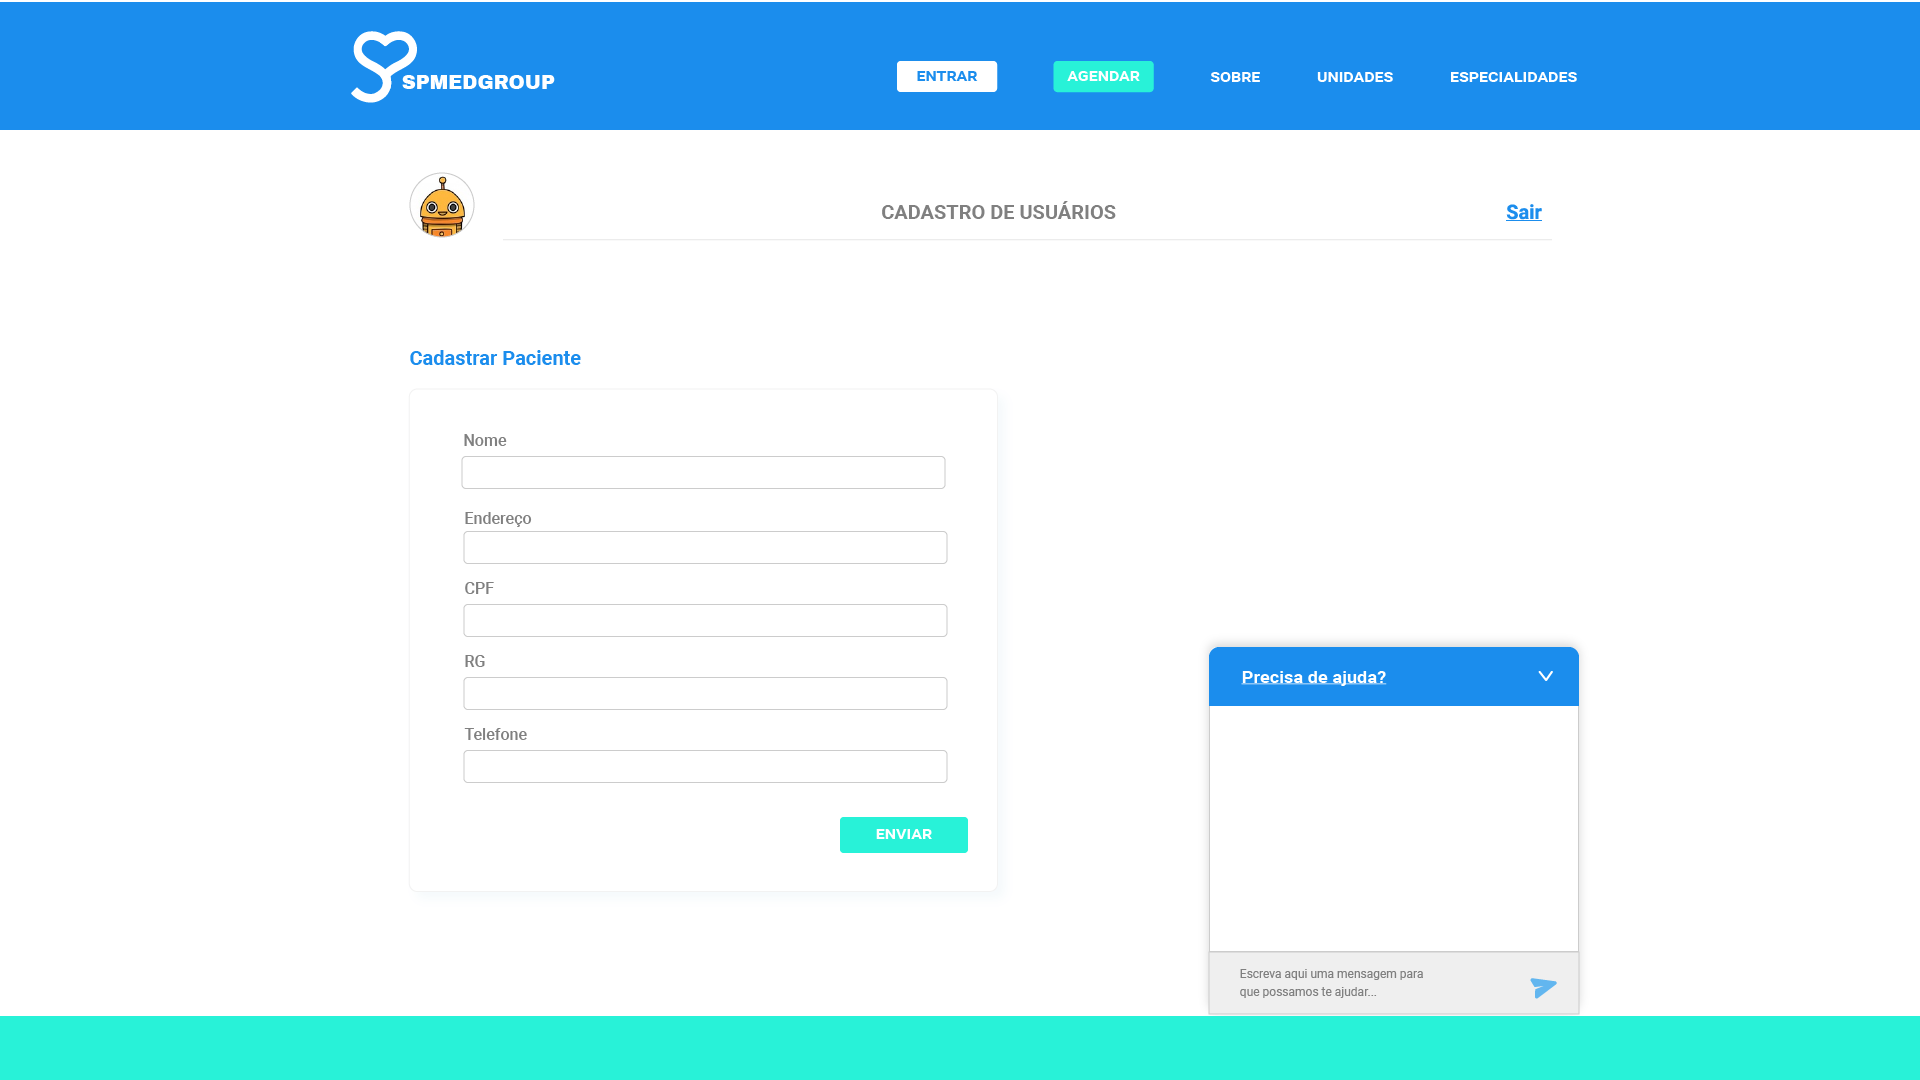 SPMEDGROUP
ENTRAR
AGENDAR
SOBRE
UNIDADES
ESPECIALIDADES
CADASTRO DE USUÁRIOS
Sair
Cadastrar Paciente
Nome
Endereço
CPF
RG
Telefone
ENVIAR
Precisa de ajuda?
Escreva aqui uma mensagem para
que possamos te ajudar...